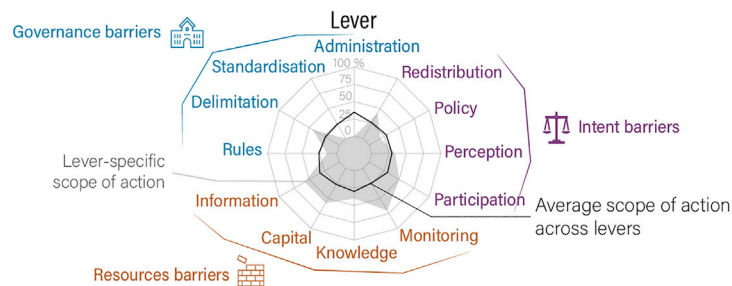 Lever
Governance barriers
Administration
Standardisation
100 %
Redistribution
75
Delimitation
50
Policy
25
0
Intent barriers
Rules
Perception
Lever-specific
scope of action
Information
Participation
Average scope of action
across levers
Capital
Monitoring
Knowledge
Resources barriers